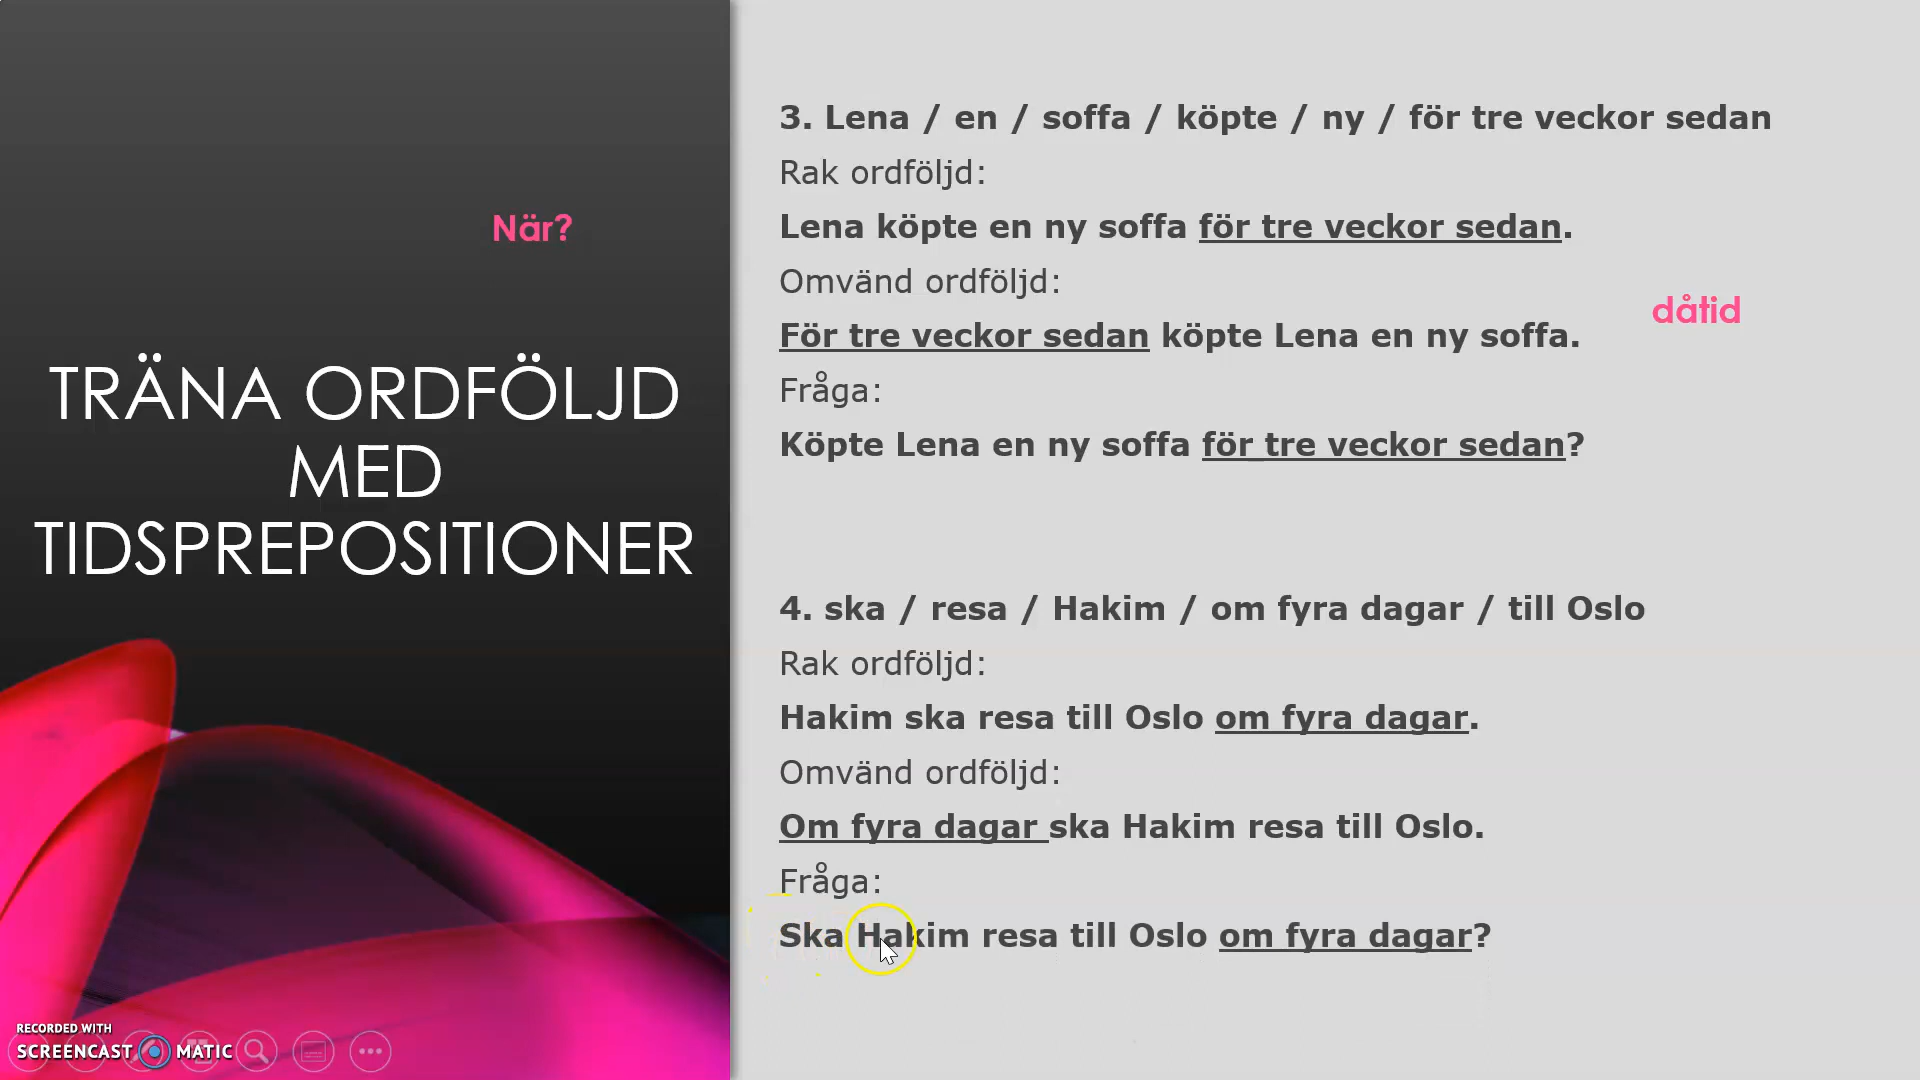 När?
TRÄNA ORDFÖLJD
MED
TIDSPREPOSITIONER
3. Lena / en / soffa / köpte / ny / för tre veckor sedan
Rak ordföljd:
Lena köpte en ny soffa för tre veckor sedan.
Omvänd ordföljd:
dåtid
För tre veckor sedan köpte Lena en ny soffa.
Fråga:
Köpte Lena en ny soffa för tre veckor sedan?
4. ska / resa / Hakim / om fyra dagar / till Oslo
Rak ordföljd:
Hakim ska resa till Oslo om fyra dagar.
Omvänd ordföljd:
Om fyra dagar ska Hakim resa till Oslo.
Fråga:
Ska Hakim resa till Oslo om fyra dagar?
RECORDED WITH
SCREENCAST MATIC